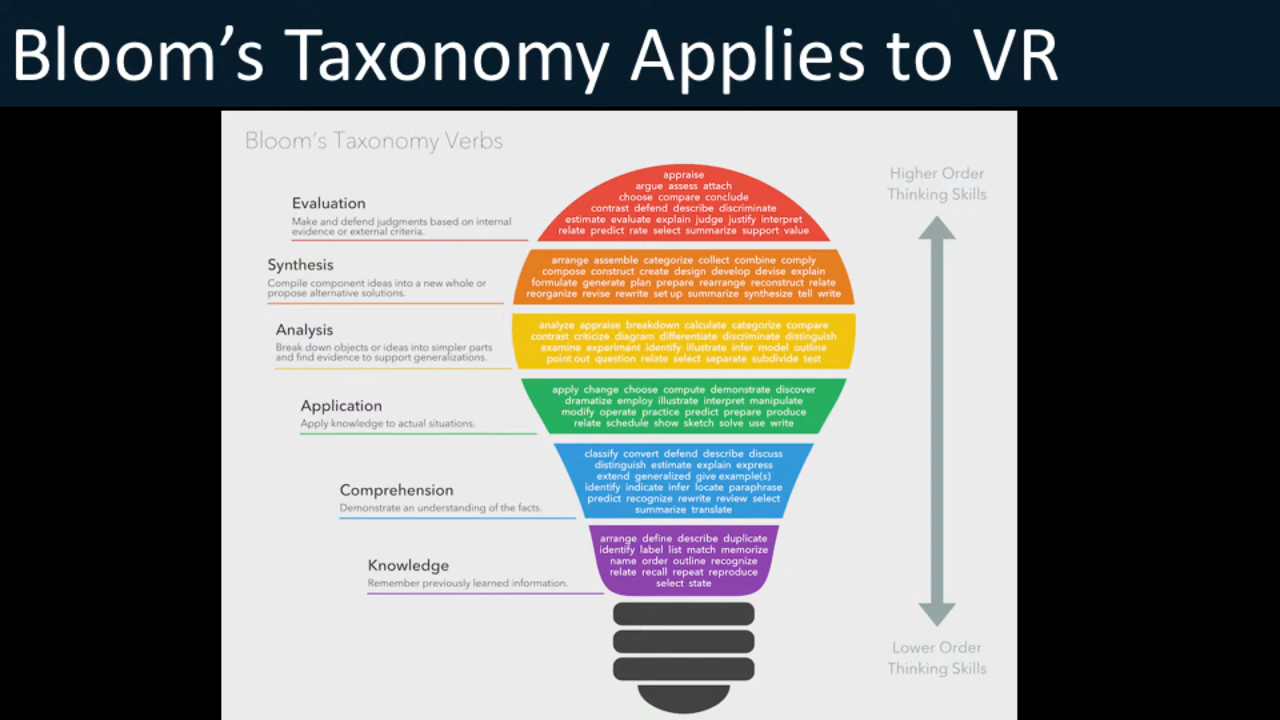 Bloom's Taxonomy Applies to VR
Bloom's Taxonomy Verbs
Higher Order
Thinking Skills
Evaluation
Make and defend judgments based on internal
evidence or external criteria.
appraise
argue assess attach
choose compare conclude
contrast defend describe discriminate
estimate evaluate explain judge justify interpret
relate predict rate select summarize support value
Synthesis
Compile component ideas into a new whole or
propose alternative solutions.
arrange assemble categorize collect combine comply
compose construct create design develop devise explain
formulate generate plan prepare rearrange reconstruct relate
reorganize revise rewrite set up summarize synthesize tell write
Analysis
Break down objects or ideas into simpler parts
and find evidence to support generalizations.
analyze appraise breakdown calculate categorize compare
contrast criticize diagram differentiate discriminate distinguish
examine experiment identify illustrate infer model outline
point out question relate select separate subdivide test
Application
Apply knowledge to actual situations.
apply change choose compute demonstrate discover
dramatize employ illustrate interpret manipulate
modify operate practice predict prepare produce
relate schedule show sketch solve use write
Comprehension
Demonstrate an understanding of the facts.
classify convert defend describe discuss
distinguish estimate explain express
extend generalized give example(s)
identify indicate infer locate paraphrase
predict recognize rewrite review select
summarize translate
Knowledge
Remember previously learned information.
arrange define describe duplicate
identify label list match memorize
name order outline recognize
relate recall repeat reproduce
select state
Lower Order
Thinking Skills